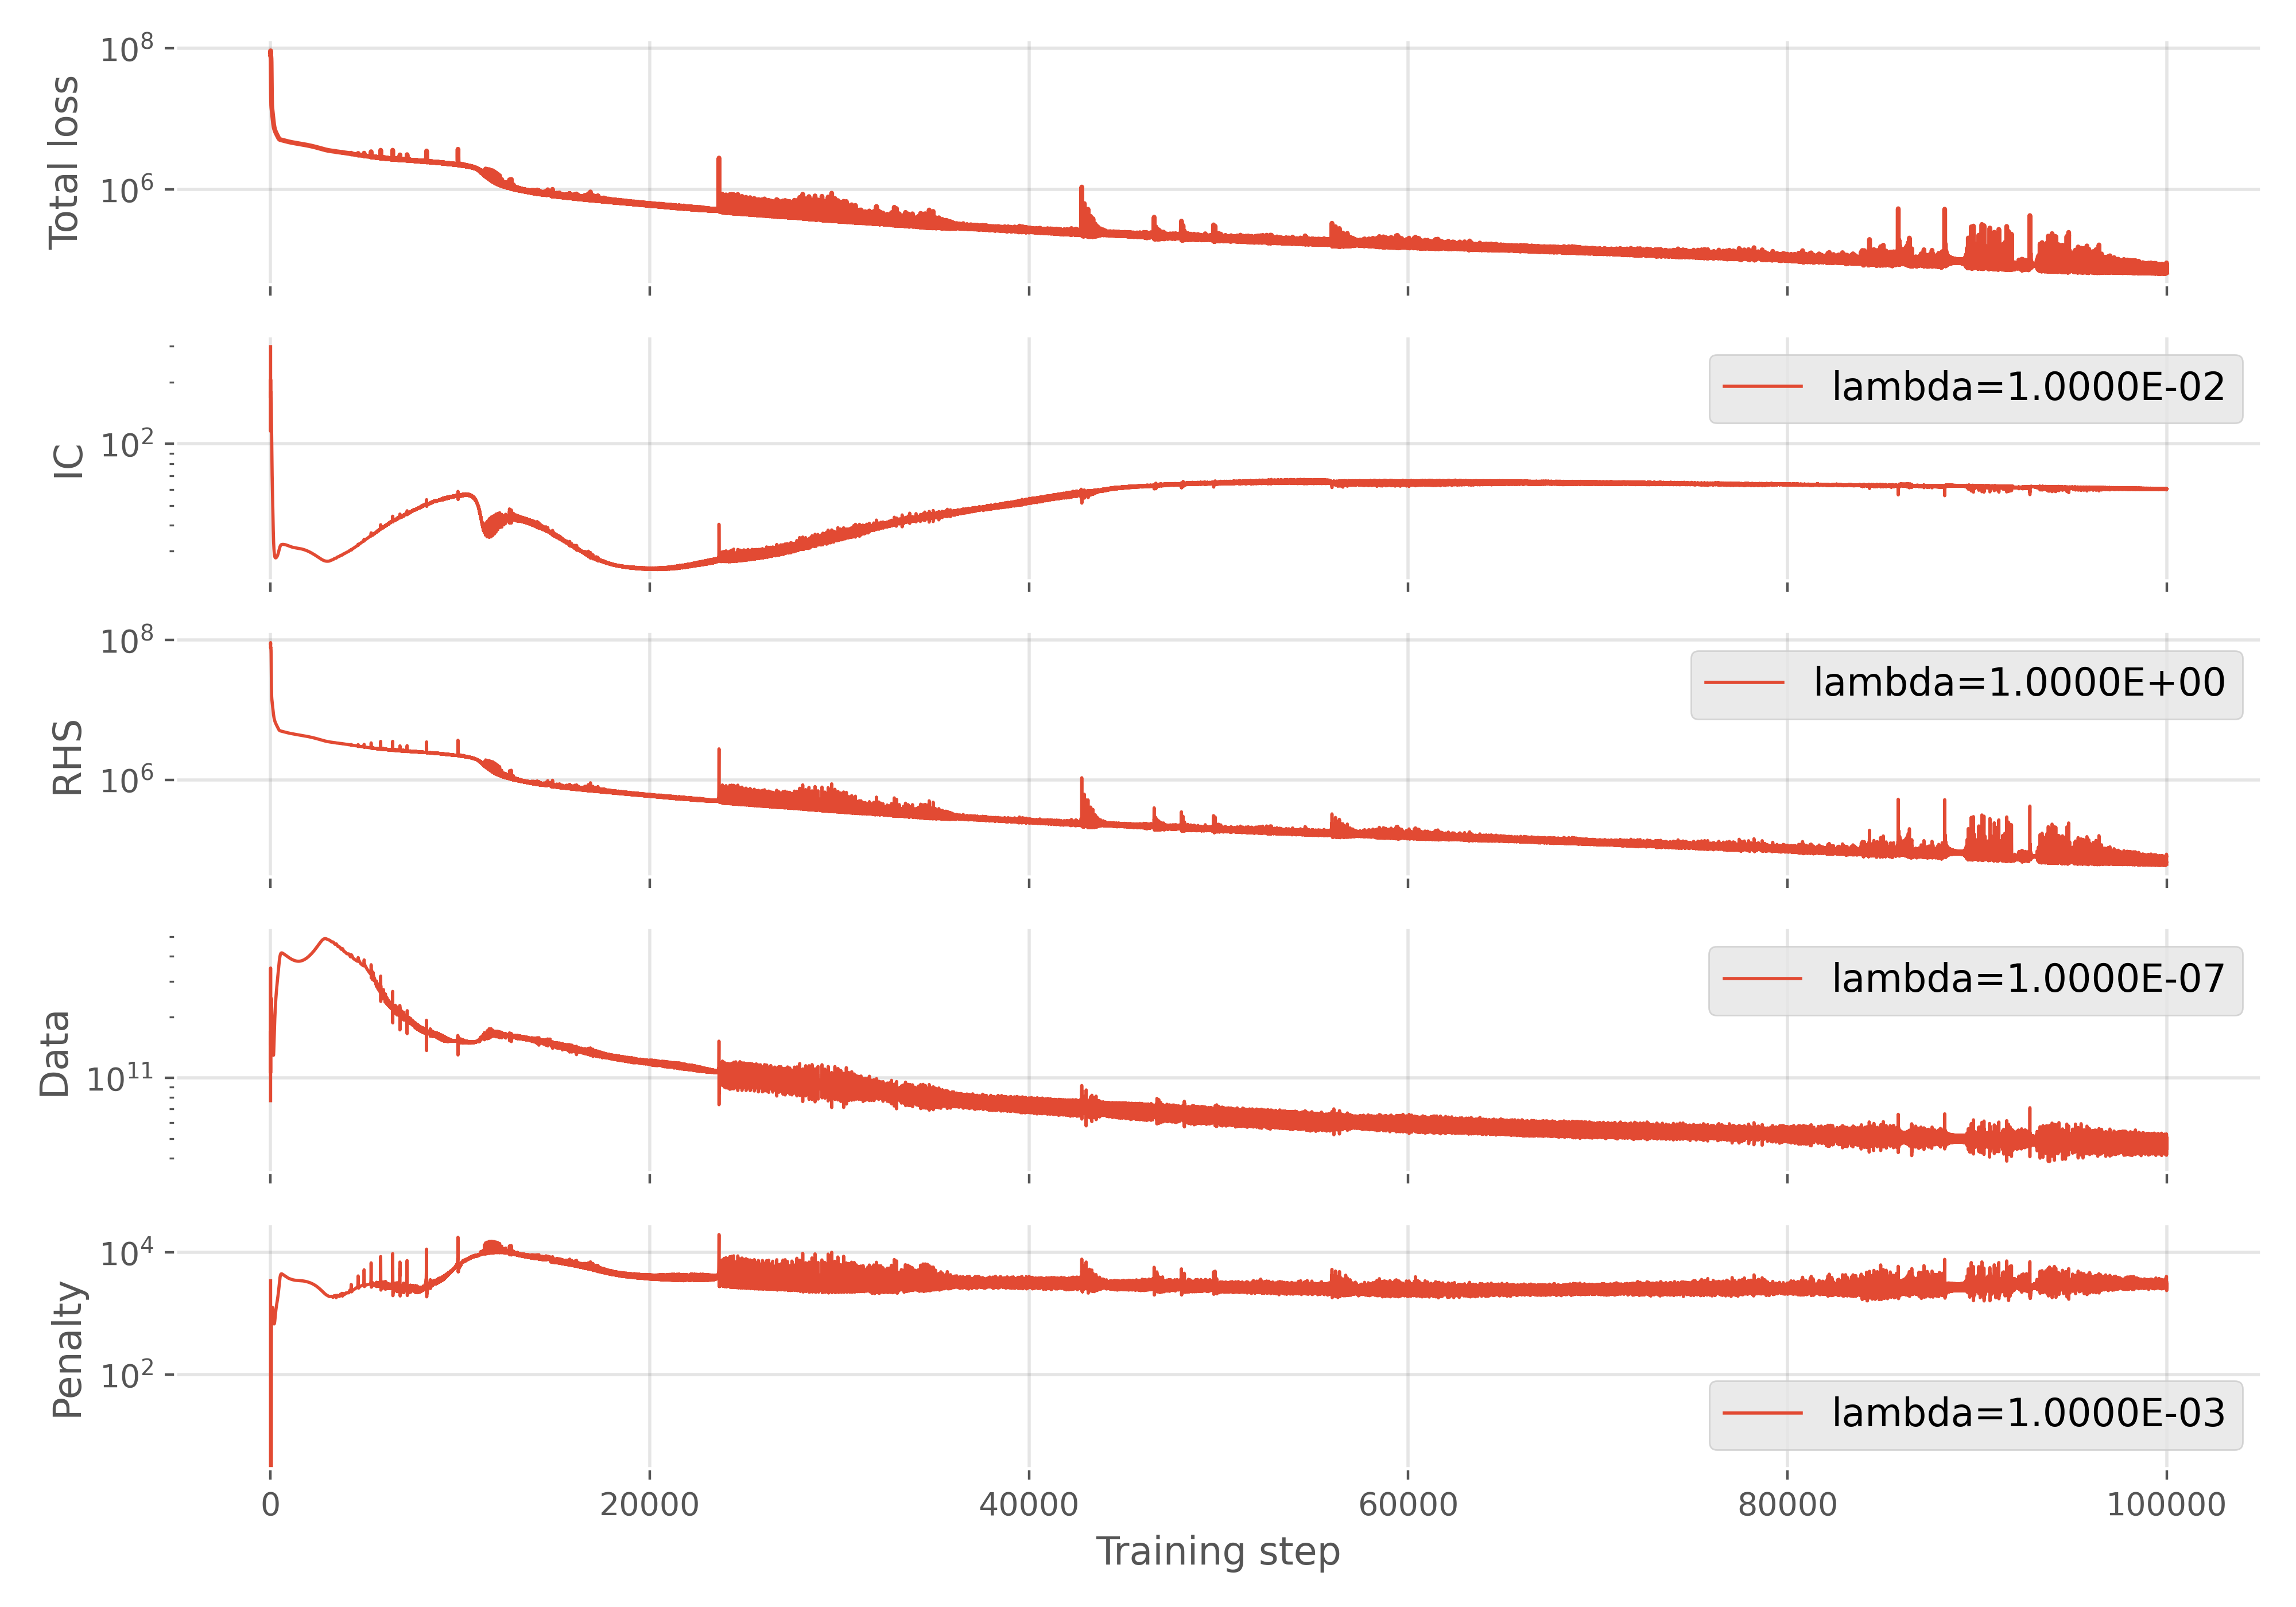 Total loss
10^8
10^6
IC
10^2
lambda=1.0000E-02
RHS
10^8
10^6
lambda=1.0000E+00
Data
10^11
lambda=1.0000E-07
Penalty
10^4
10^2
lambda=1.0000E-03
0 20000 40000 60000 80000 100000
Training step